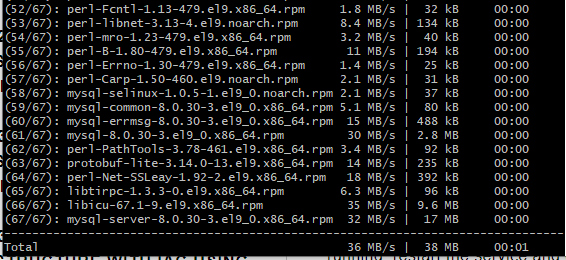 (52/67): perl-Fcntl-1.13-479.el9.x86_64.rpm 1.8 MB/s | 32 kB 00:00
(53/67): perl-libnet-3.13-4.el9.noarch.rpm 8.4 MB/s | 134 kB 00:00
(54/67): perl-mro-1.23-479.el9.x86_64.rpm 3.2 MB/s | 40 kB 00:00
(55/67): perl-B-1.80-479.el9.x86_64.rpm 11 MB/s | 194 kB 00:00
(56/67): perl-Errno-1.30-479.el9.x86_64.rpm 1.4 MB/s | 25 kB 00:00
(57/67): perl-Carp-1.50-460.el9.noarch.rpm 2.1 MB/s | 31 kB 00:00
(58/67): mysql-selinux-1.0.5-1.el9_0.noarch.rpm 2.1 MB/s | 37 kB 00:00
(59/67): mysql-common-8.0.30-3.el9_0.x86_64.rpm 5.1 MB/s | 80 kB 00:00
(60/67): mysql-errmsg-8.0.30-3.el9_0.x86_64.rpm 15 MB/s | 488 kB 00:00
(61/67): mysql-8.0.30-3.el9_0.x86_64.rpm 30 MB/s | 2.8 MB 00:00
(62/67): perl-PathTools-3.78-461.el9.x86_64.rpm 3.4 MB/s | 92 kB 00:00
(63/67): protobuf-lite-3.14.0-13.el9.x86_64.rpm 14 MB/s | 235 kB 00:00
(64/67): perl-Net-SSLeay-1.92-2.el9.x86_64.rpm 18 MB/s | 392 kB 00:00
(65/67): libtirpc-1.3.3-0.el9.x86_64.rpm 6.3 MB/s | 96 kB 00:00
(66/67): libicu-67.1-9.el9.x86_64.rpm 35 MB/s | 9.6 MB 00:00
(67/67): mysql-server-8.0.30-3.el9_0.x86_64.rpm 32 MB/s | 17 MB 00:00
--------------------------------------------------------------------------------
Total 36 MB/s | 38 MB 00:01